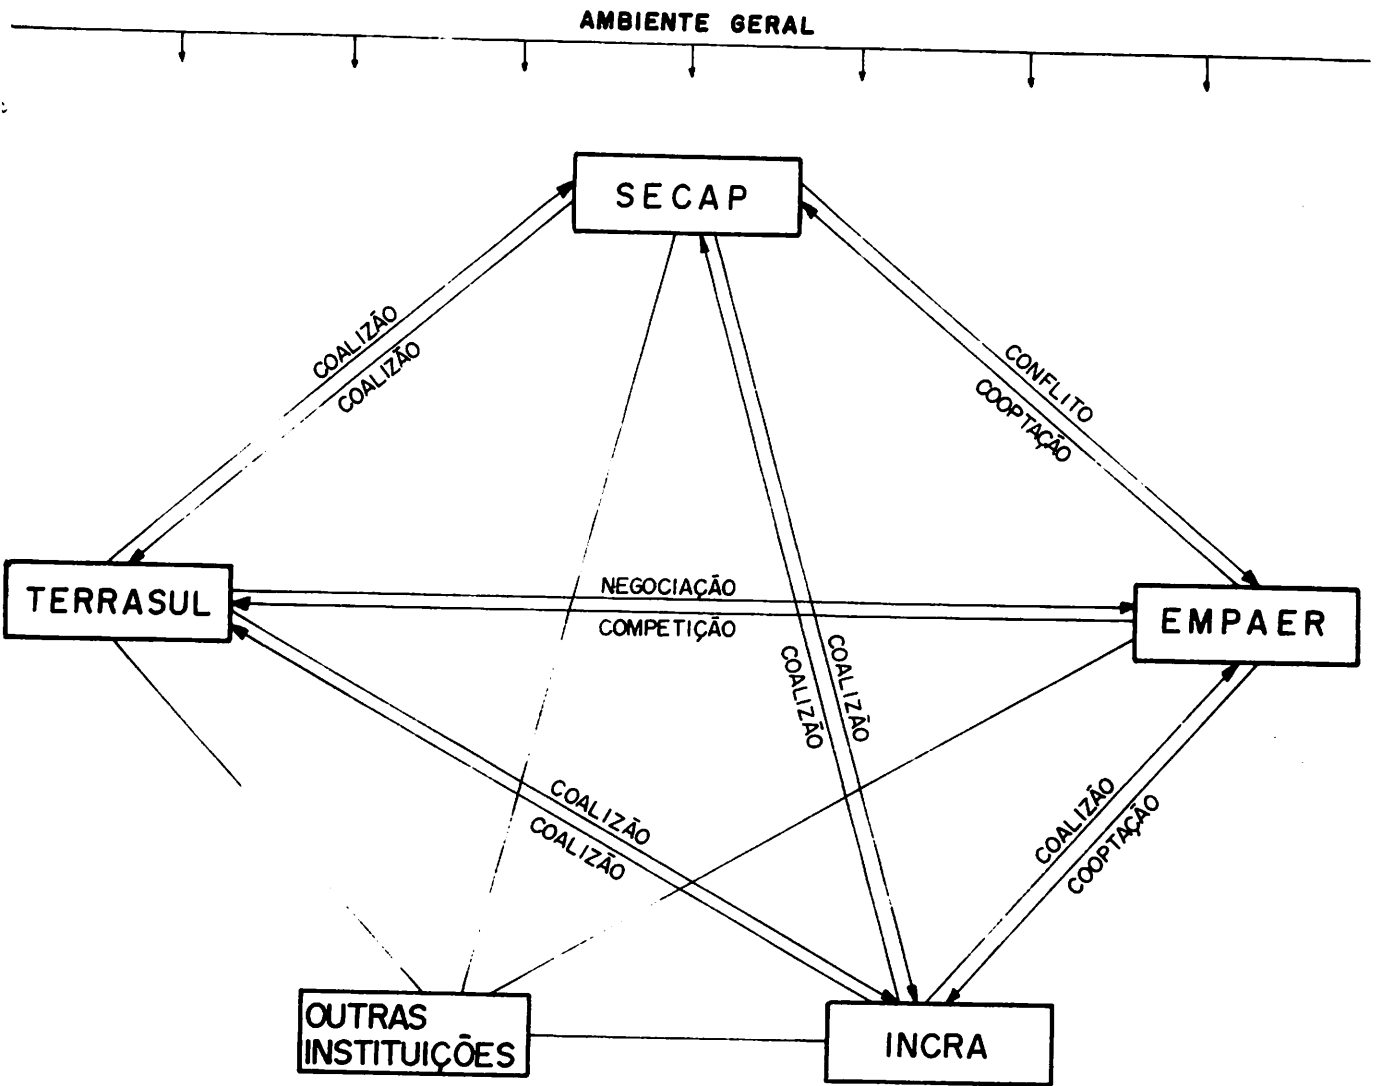 AMBIENTE GERAL
SECAP
COALIZÃO
COALIZÃO
CONFLITO
COOPTAÇÃO
TERRASUL
NEGOCIAÇÃO
COMPETIÇÃO
EMPAER
COALIZÃO
COALIZÃO
COALIZÃO
COALIZÃO
COALIZÃO
COOPTAÇÃO
OUTRAS
INSTITUIÇÕES
INCRA